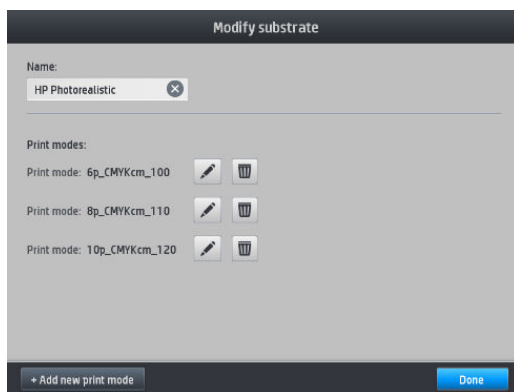 Modify substrate
Name:
HP Photorealistic
Print modes:
Print mode: 6p_CMYKcm_100
Print mode: 8p_CMYKcm_110
Print mode: 10p_CMYKcm_120
+ Add new print mode
Done